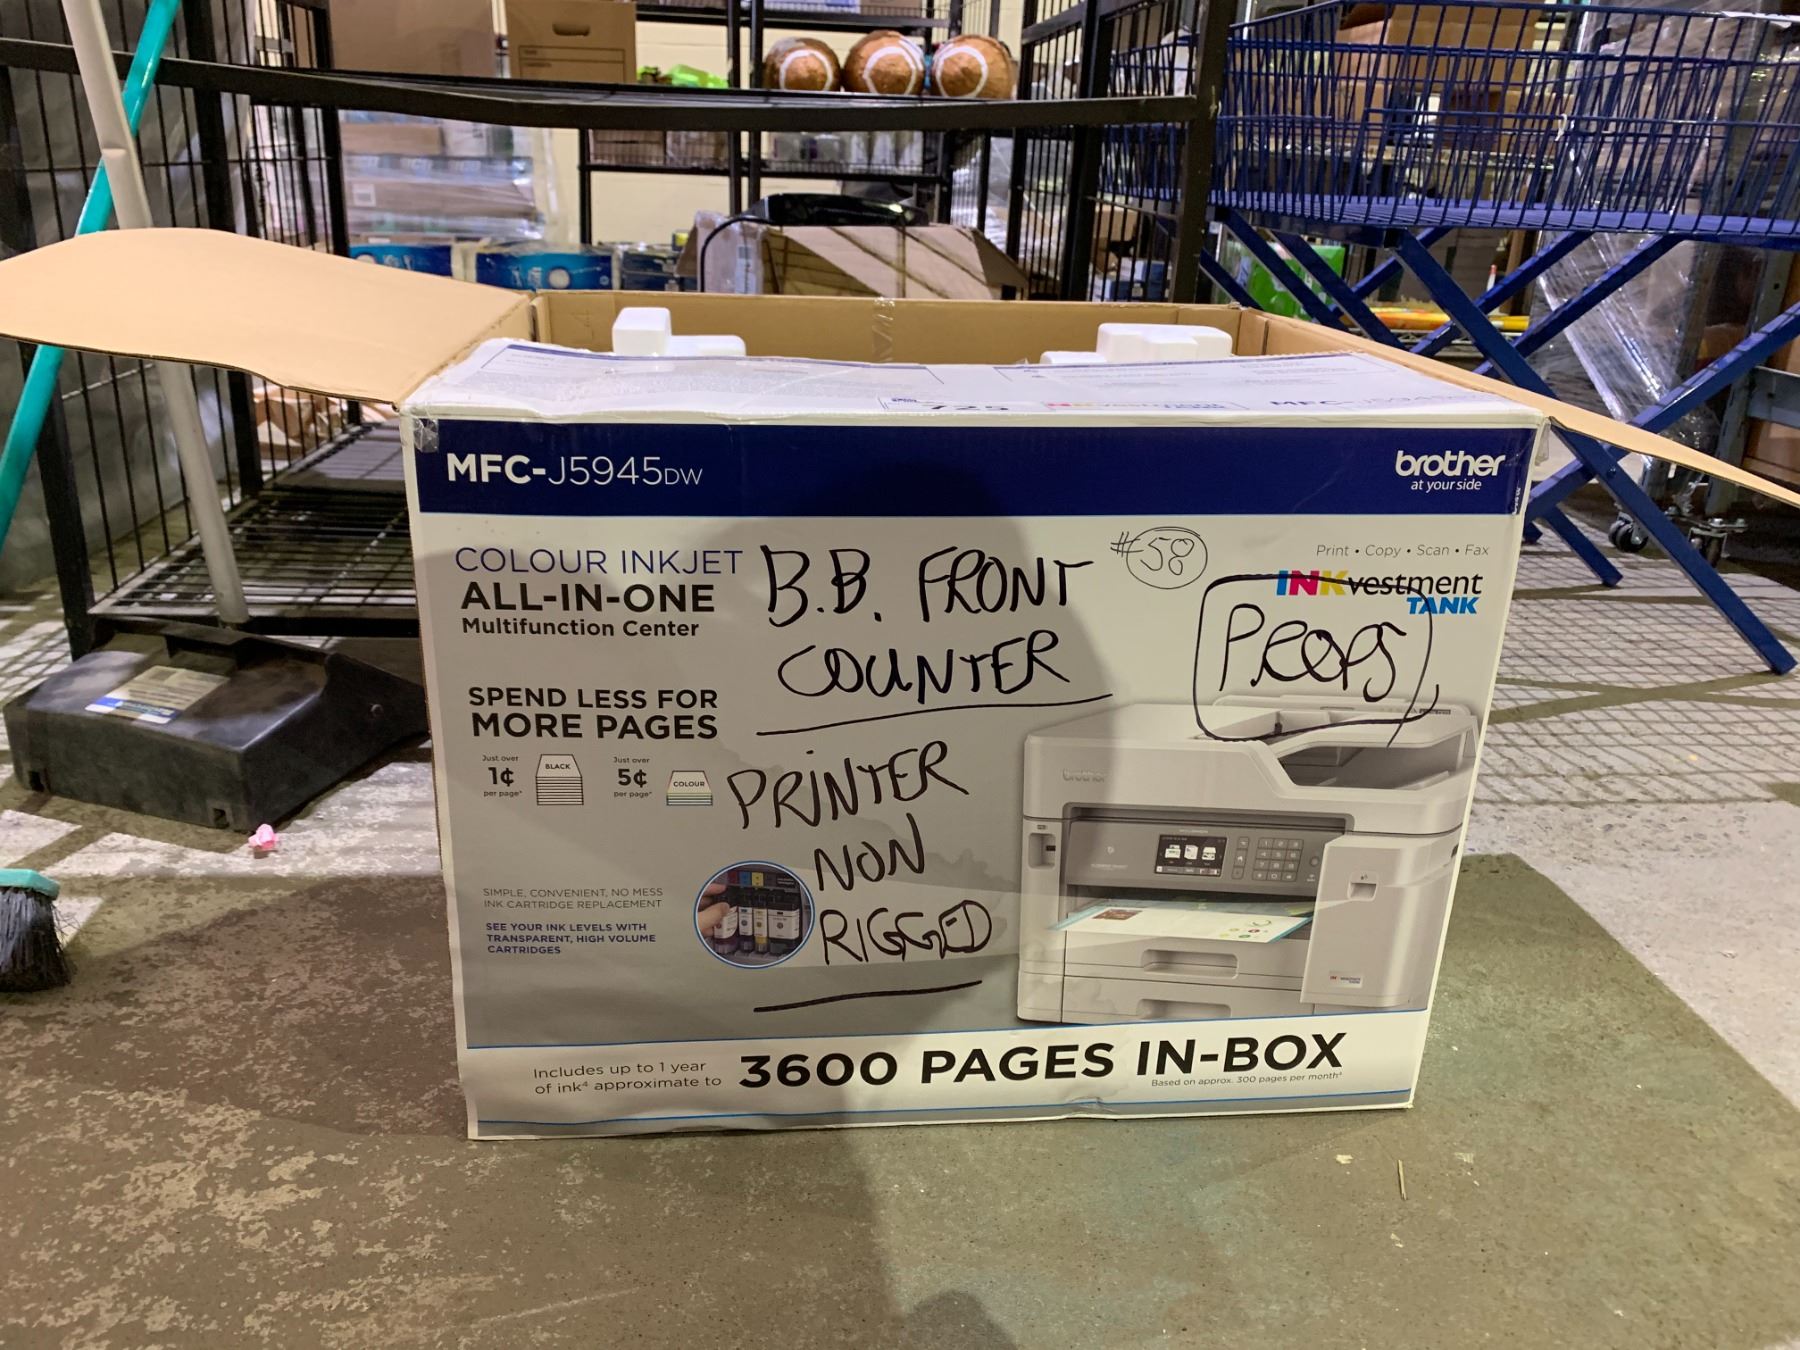 MFC-J5945DW
brother
at your side
COLOUR INKJET
ALL-IN-ONE
Multifunction Center
B.B. FRONT
COUNTER
#58
Print • Copy • Scan • Fax
INKvestment
TANK
Props
SPEND LESS FOR
MORE PAGES
Just over
1¢
per page*
BLACK
Just over
5¢
per page*
COLOUR
PRINTER
NON
RIGGED
SIMPLE, CONVENIENT, NO MESS
INK CARTRIDGE REPLACEMENT
SEE YOUR INK LEVELS WITH
TRANSPARENT, HIGH VOLUME
CARTRIDGES
brother
Includes up to 1 year
of ink⁴ approximate to
3600 PAGES IN-BOX
Based on approx. 300 pages per month³